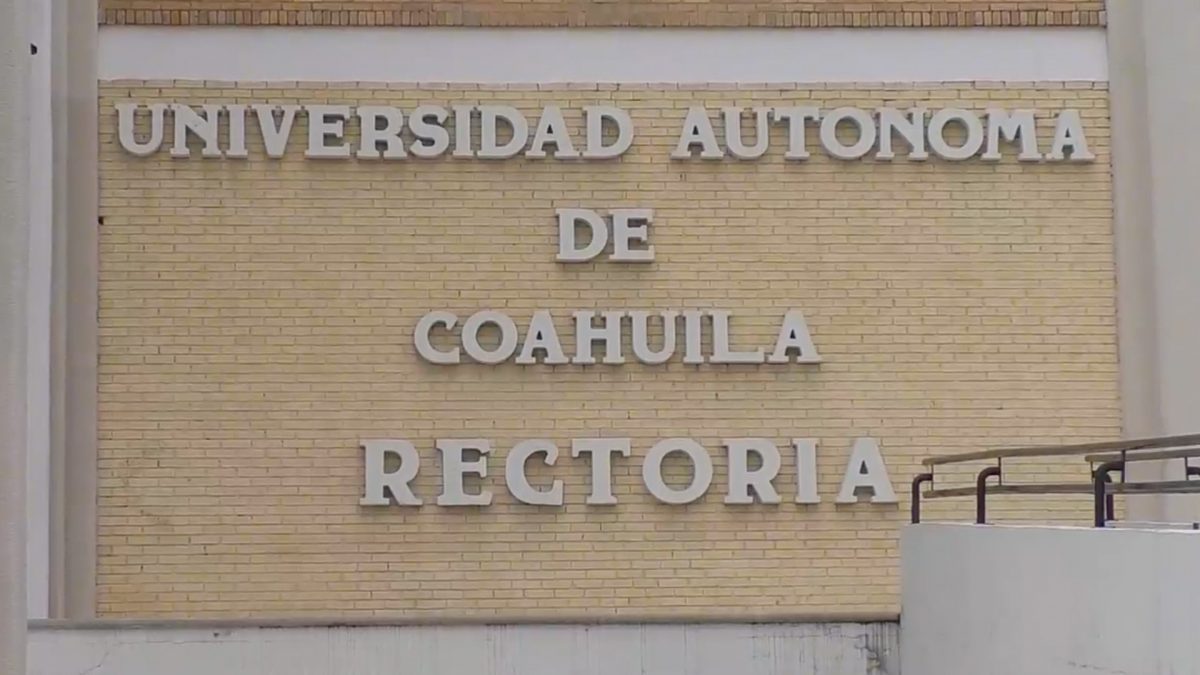 UNIVERSIDAD AUTONOMA
DE
COAHUILA
RECTORIA